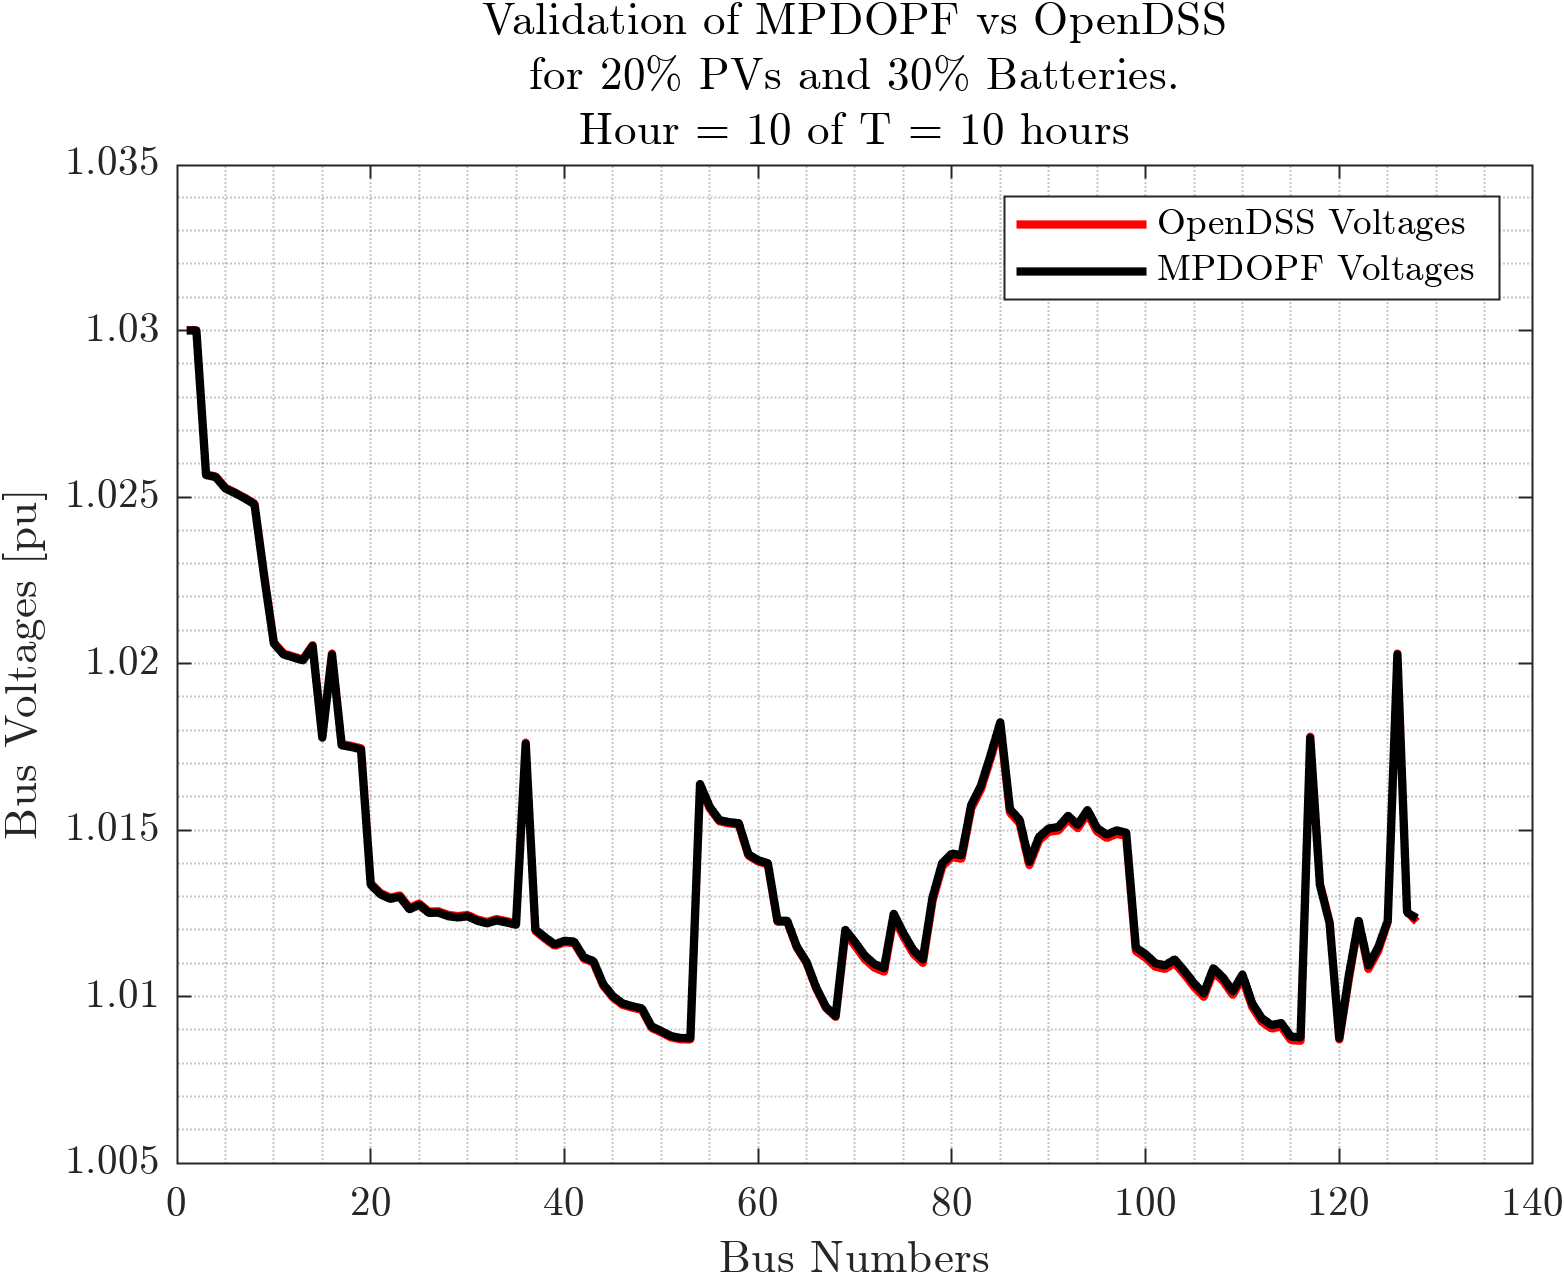 Validation of MPDOPF vs OpenDSS
for 20% PVs and 30% Batteries.
Hour = 10 of T = 10 hours
1.035
1.03
1.025
1.02
1.015
1.01
1.005
Bus Voltages [pu]
OpenDSS Voltages
MPDOPF Voltages
0 20 40 60 80 100 120 140
Bus Numbers